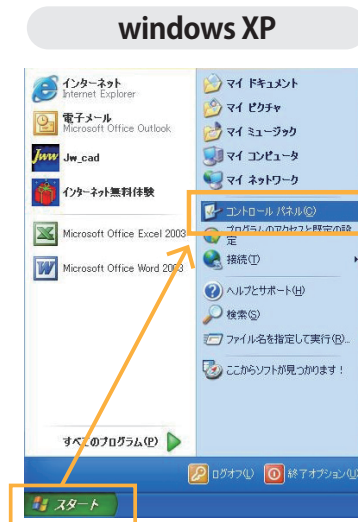 windows XP
インターネット
Internet Explorer
電子メール
Microsoft Office Outlook
Jw_cad
インターネット無料体験
Microsoft Office Excel 2003
Microsoft Office Word 2003
すべてのプログラム(P)
マイ ドキュメント
マイ ピクチャ
マイ ミュージック
マイ コンピュータ
マイ ネットワーク
コントロール パネル(C)
プログラムのアクセスと既定の設
定
接続(T)
ヘルプとサポート(H)
検索(S)
ファイル名を指定して実行(R)...
ここからソフトが見つかります!
ログオフ(L)
終了オプション(U)
スタート